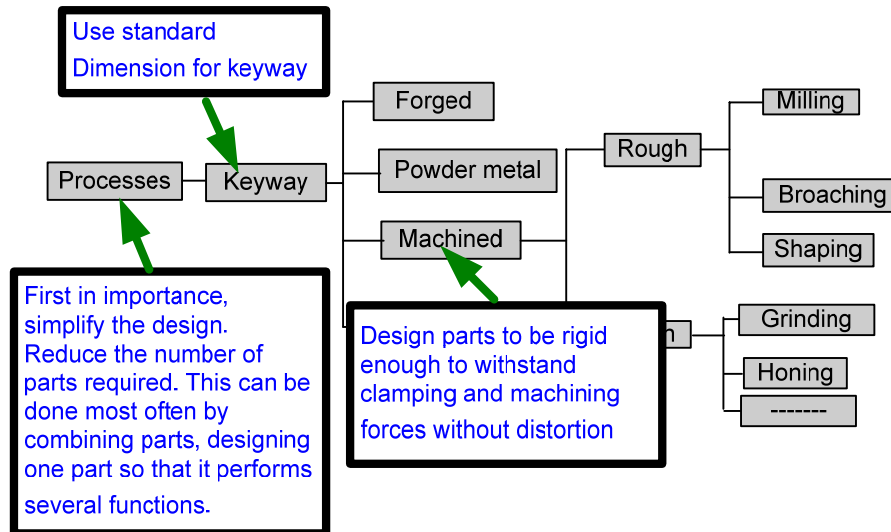 Use standard
Dimension for keyway
Forged
Milling
Rough
Powder metal
Processes
Keyway
Broaching
Machined
Shaping
First in importance,
simplify the design.
Reduce the number of
parts required. This can be
done most often by
combining parts, designing
one part so that it performs
several functions.
Design parts to be rigid
enough to withstand
clamping and machining
forces without distortion
Grinding
Honing
-------